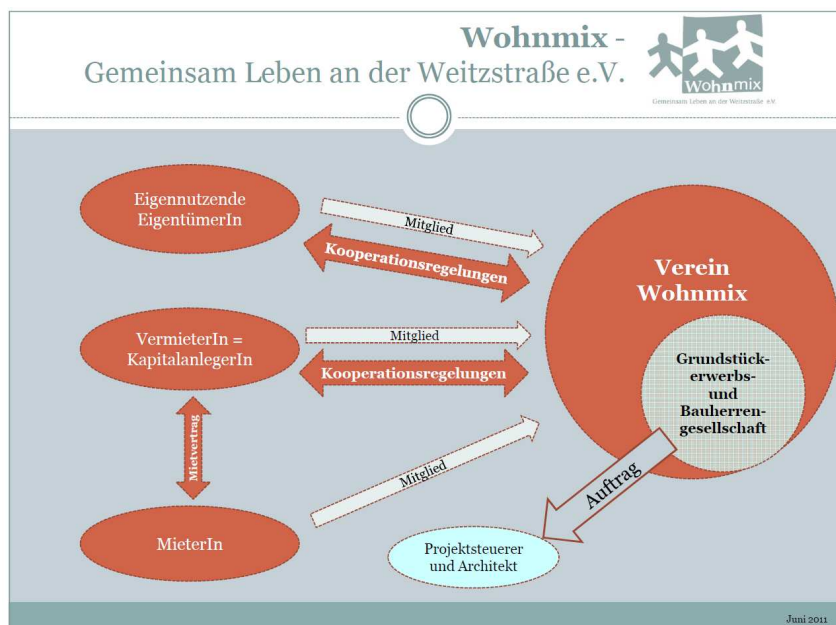 Wohnmix -
Gemeinsam Leben an der Weitzstraße e.V.
Wohnmix
Gemeinsam Leben an der Weitzstraße e.V
Eigennutzende
EigentümerIn
Mitglied
Kooperationsregelungen
Verein
Wohnmix
VermieterIn =
KapitalanlegerIn
Mitglied
Kooperationsregelungen
Grundstück-
erwerbs-
und
Bauherren-
gesellschaft
Mietvertrag
Mitglied
Auftrag
MieterIn
Projektsteuerer
und Architekt
Juni 2011